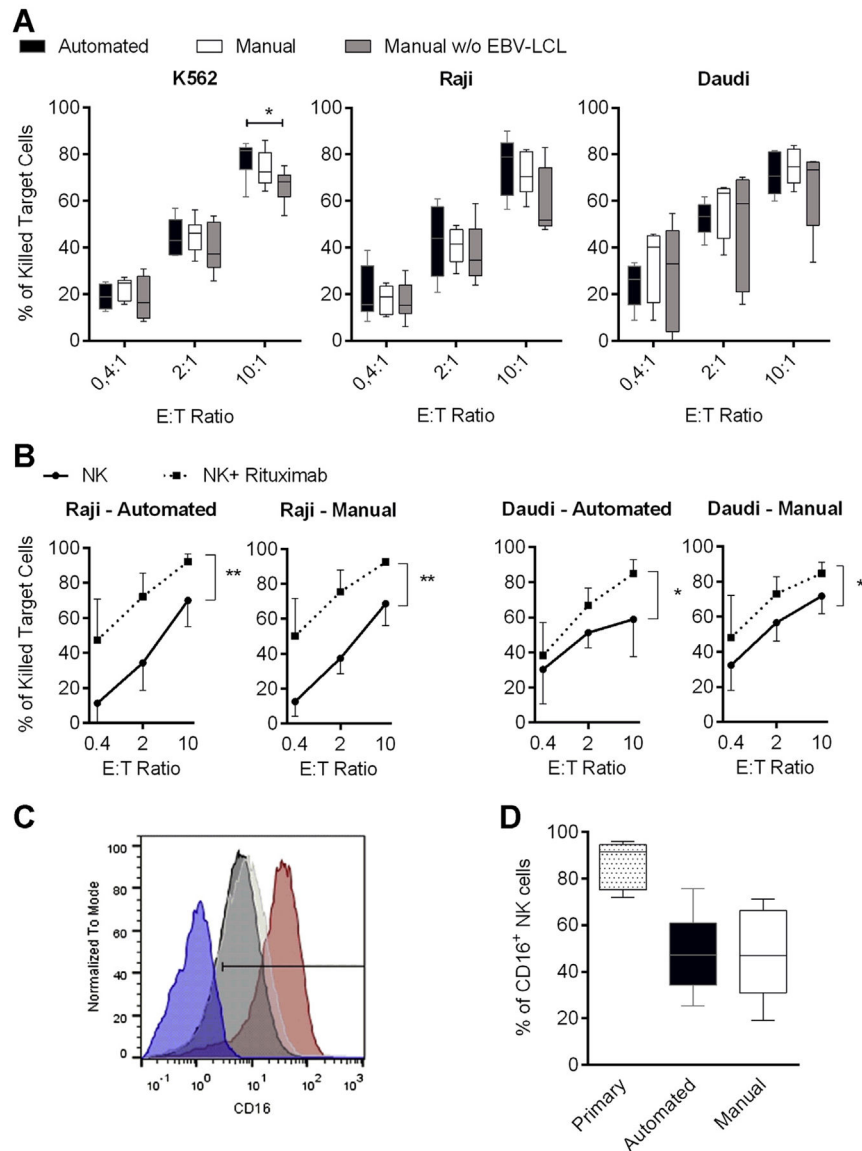 A
Automated Manual Manual w/o EBV-LCL
K562 Raji Daudi
% of Killed Target Cells
100 100 100
80 80 80
60 60 60
40 40 40
20 20 20
0 0 0
*
0,4:1 2:1 10:1 0,4:1 2:1 10:1 0,4:1 2:1 10:1
E:T Ratio E:T Ratio E:T Ratio
B
NK NK+ Rituximab
Raji - Automated Raji - Manual Daudi - Automated Daudi - Manual
% of Killed Target Cells
100 100 100 100
80 80 80 80
60 60 60 60
40 40 40 40
20 20 20 20
0 0 0 0
** ** * *
0.4 2 10 0.4 2 10 0.4 2 10 0.4 2 10
E:T Ratio E:T Ratio E:T Ratio E:T Ratio
C
Normalized To Mode
100
80
60
40
20
0
10-1 100 101 102 103
CD16
D
% of CD16+ NK cells
100
80
60
40
20
0
Primary Automated Manual